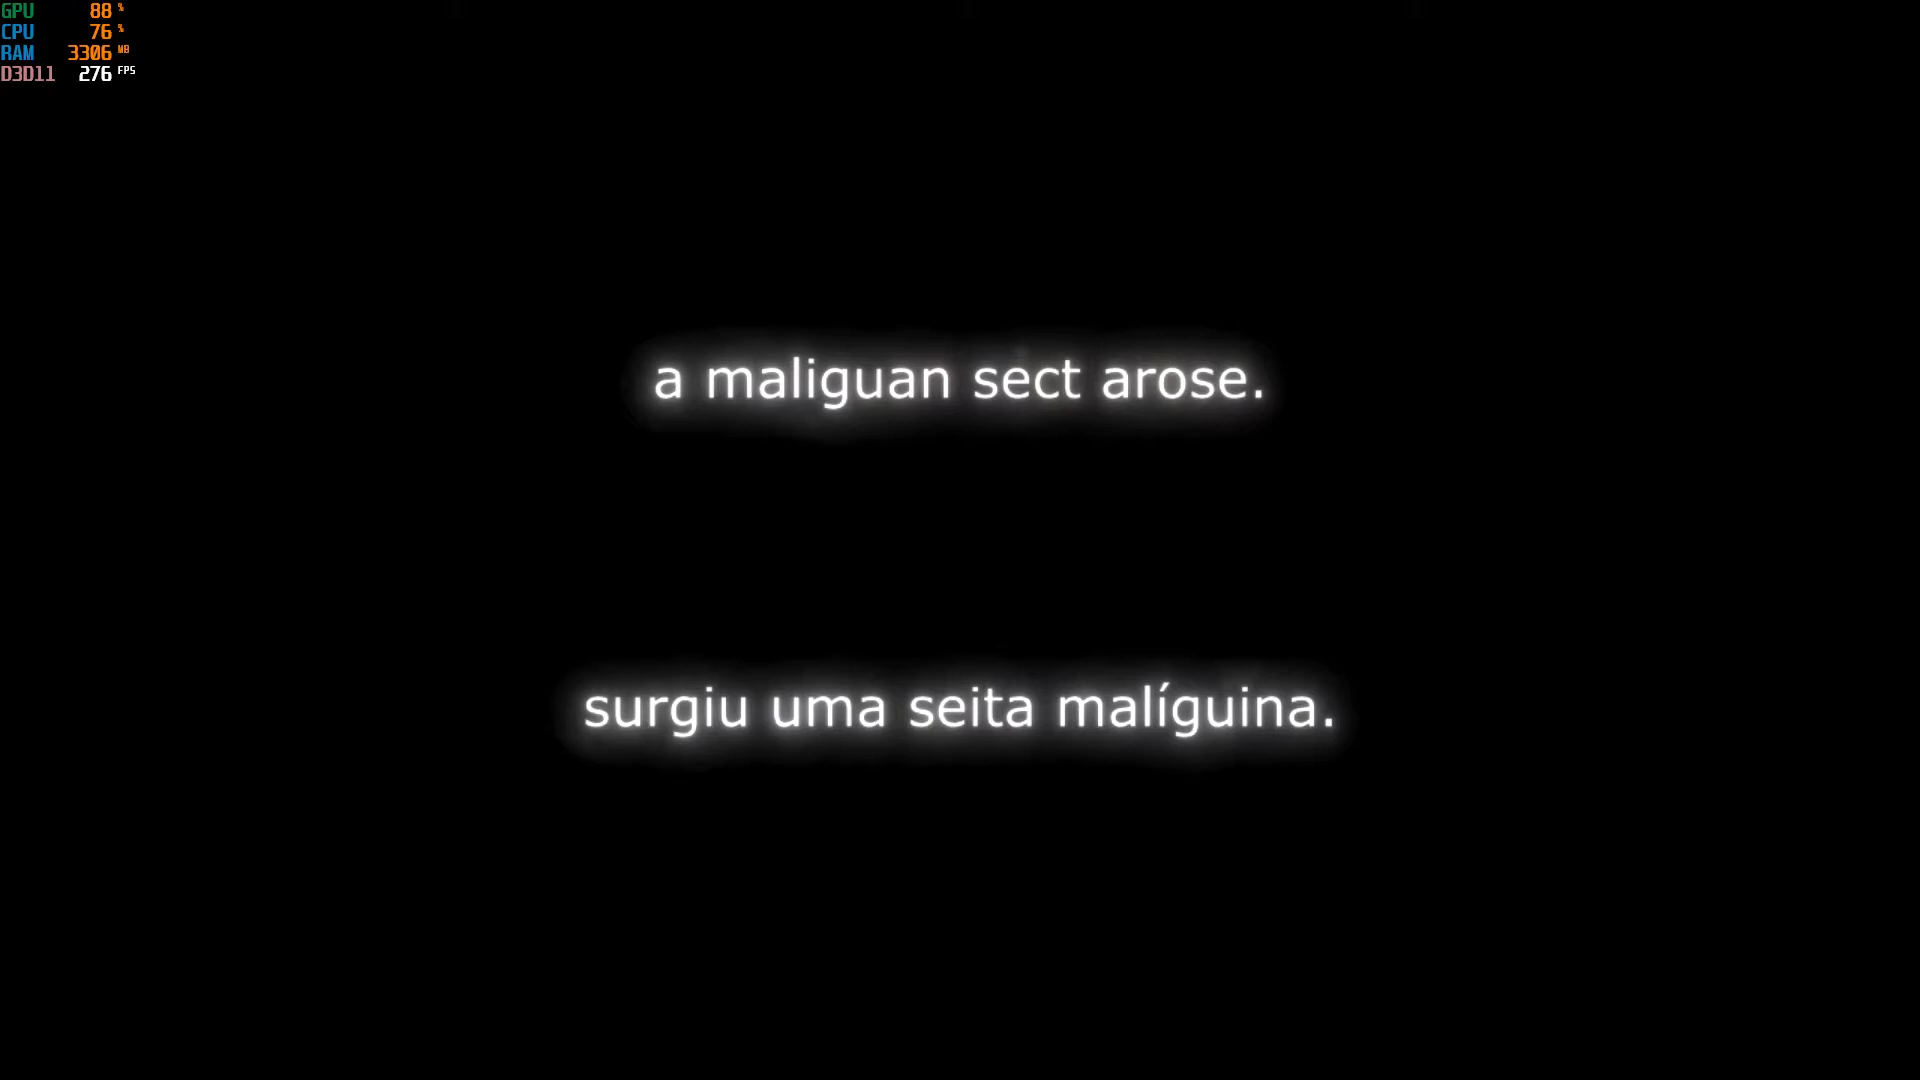 GPU 88 %
CPU 76 %
RAM 3306 MB
D3D11 276 FPS
a maliguan sect arose.
surgiu uma seita malíguina.